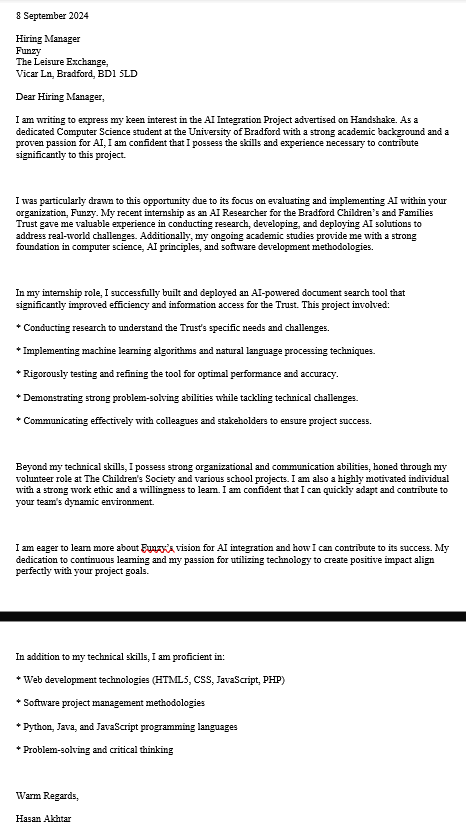 8 September 2024
Hiring Manager
Funzy
The Leisure Exchange,
Vicar Ln, Bradford, BD1 5LD
Dear Hiring Manager,
I am writing to express my keen interest in the AI Integration Project advertised on Handshake. As a
dedicated Computer Science student at the University of Bradford with a strong academic background and a
proven passion for AI, I am confident that I possess the skills and experience necessary to contribute
significantly to this project.
I was particularly drawn to this opportunity due to its focus on evaluating and implementing AI within your
organization, Funzy. My recent internship as an AI Researcher for the Bradford Children's and Families
Trust gave me valuable experience in conducting research, developing, and deploying AI solutions to
address real-world challenges. Additionally, my ongoing academic studies provide me with a strong
foundation in computer science, AI principles, and software development methodologies.
In my internship role, I successfully built and deployed an AI-powered document search tool that
significantly improved efficiency and information access for the Trust. This project involved:
* Conducting research to understand the Trust's specific needs and challenges.
* Implementing machine learning algorithms and natural language processing techniques.
* Rigorously testing and refining the tool for optimal performance and accuracy.
* Demonstrating strong problem-solving abilities while tackling technical challenges.
* Communicating effectively with colleagues and stakeholders to ensure project success.
Beyond my technical skills, I possess strong organizational and communication abilities, honed through my
volunteer role at The Children's Society and various school projects. I am also a highly motivated individual
with a strong work ethic and a willingness to learn. I am confident that I can quickly adapt and contribute to
your team's dynamic environment.
I am eager to learn more about Funzy's vision for AI integration and how I can contribute to its success. My
dedication to continuous learning and my passion for utilizing technology to create positive impact align
perfectly with your project goals.
In addition to my technical skills, I am proficient in:
* Web development technologies (HTML5, CSS, JavaScript, PHP)
* Software project management methodologies
* Python, Java, and JavaScript programming languages
* Problem-solving and critical thinking
Warm Regards,
Hasan Akhtar